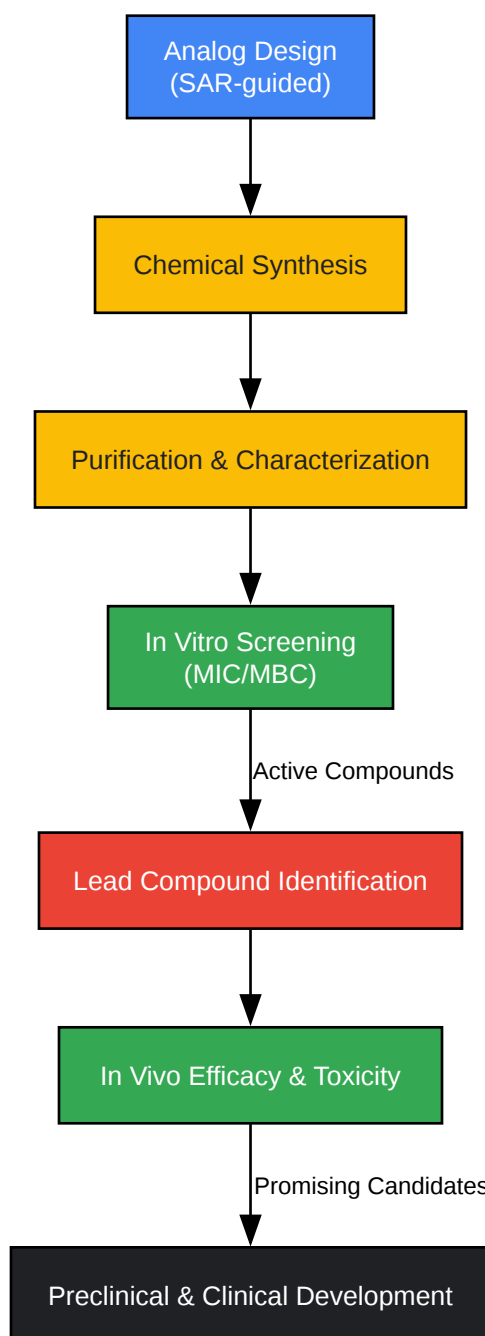 Analog Design
(SAR-guided)
Chemical Synthesis
Purification & Characterization
In Vitro Screening
(MIC/MBC)
Active Compounds
Lead Compound Identification
In Vivo Efficacy & Toxicity
Promising Candidates
Preclinical & Clinical Development